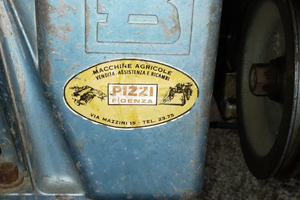 B
MACCHINE AGRICOLE
VENDITA, ASSISTENZA E RICAMBI
PIZZI
FIDENZA
VIA MAZZINI 15 - TEL. 23.75